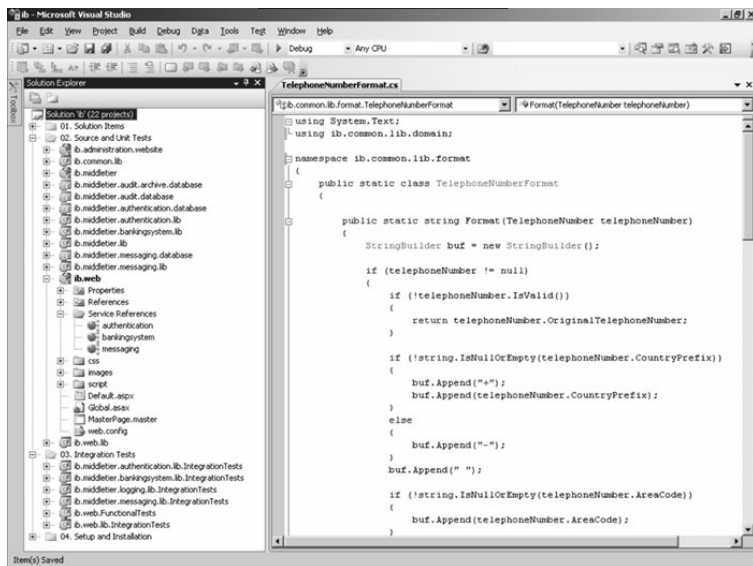 ib - Microsoft Visual Studio
File Edit View Project Build Debug Data Tools Test Window Help
Debug Any CPU
Toolbox
Solution Explorer
Solution 'ib' (22 projects)
01. Solution Items
02. Source and Unit Tests
ib.administration.website
ib.common.lib
ib.middletier
ib.middletier.audit.archive.database
ib.middletier.audit.database
ib.middletier.authentication.database
ib.middletier.authentication.lib
ib.middletier.bankingsystem.lib
ib.middletier.lib
ib.middletier.messaging.database
ib.middletier.messaging.lib
ib.web
Properties
References
Service References
authentication
bankingsystem
messaging
css
images
script
Default.aspx
Global.asax
MasterPage.master
web.config
ib.web.lib
03. Integration Tests
ib.middletier.authentication.lib.IntegrationTests
ib.middletier.bankingsystem.lib.IntegrationTests
ib.middletier.logging.lib.IntegrationTests
ib.middletier.messaging.lib.IntegrationTests
ib.web.FunctionalTests
ib.web.lib.IntegrationTests
04. Setup and Installation
TelephoneNumberFormat.cs
ib.common.lib.format.TelephoneNumberFormat Format(TelephoneNumber telephoneNumber)
using System.Text;
using ib.common.lib.domain;
namespace ib.common.lib.format
{
public static class TelephoneNumberFormat
{
public static string Format(TelephoneNumber telephoneNumber)
{
StringBuilder buf = new StringBuilder();
if (telephoneNumber != null)
{
if (!telephoneNumber.IsValid())
{
return telephoneNumber.OriginalTelephoneNumber;
}
if (!string.IsNullOrEmpty(telephoneNumber.CountryPrefix))
{
buf.Append("+");
buf.Append(telephoneNumber.CountryPrefix);
}
else
{
buf.Append("-");
}
buf.Append(" ");
if (!string.IsNullOrEmpty(telephoneNumber.AreaCode))
{
buf.Append(telephoneNumber.AreaCode);
}
Item(s) Saved